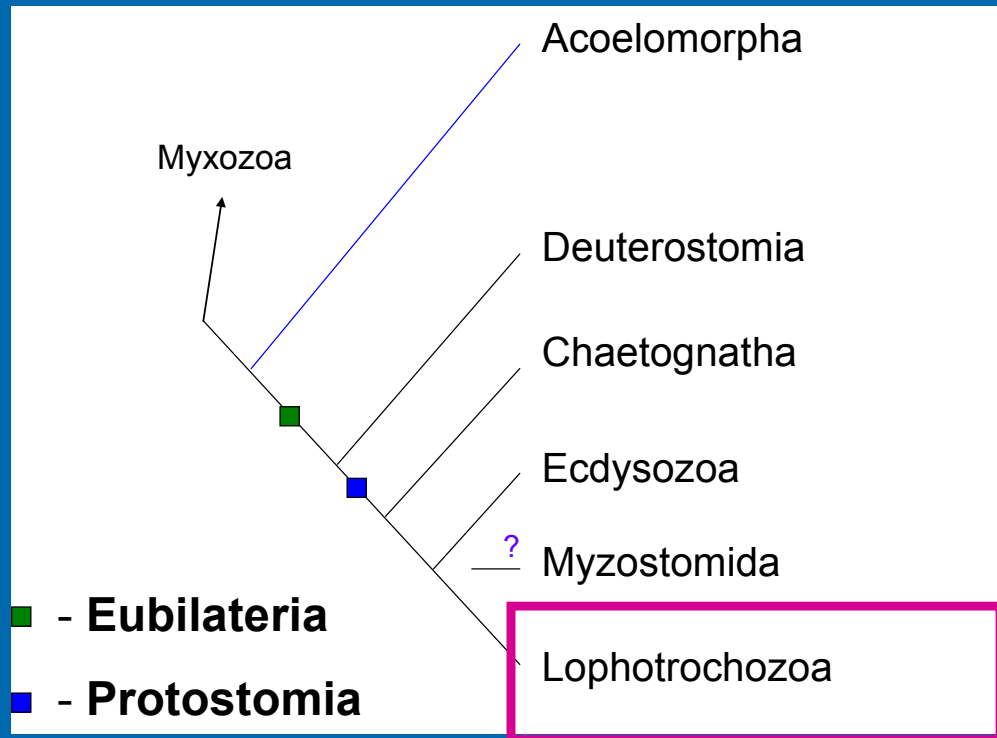 Acoelomorpha
Myxozoa
Deuterostomia
Chaetognatha
Ecdysozoa
?
Myzostomida
- Eubilateria
Lophotrochozoa
- Protostomia